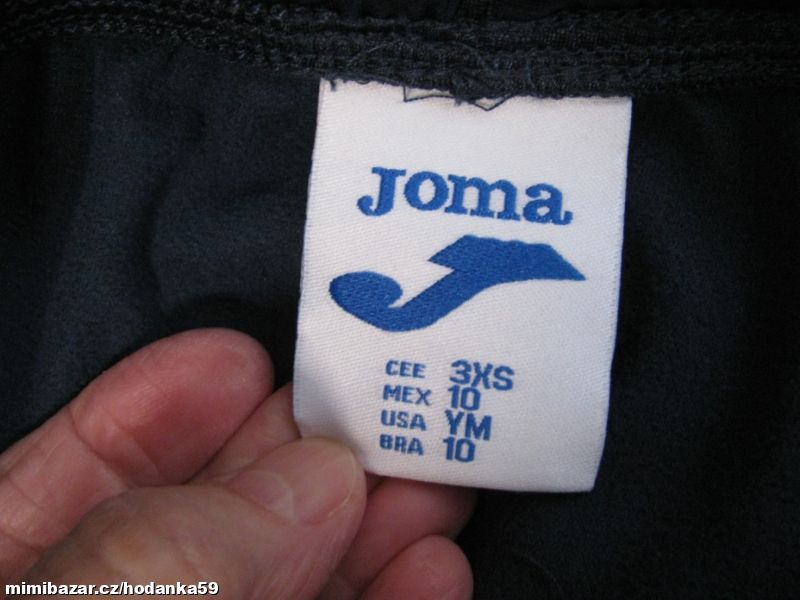 Joma
CEE 3XS
MEX 10
USA YM
BRA 10
mimibazar.cz/hodanka59